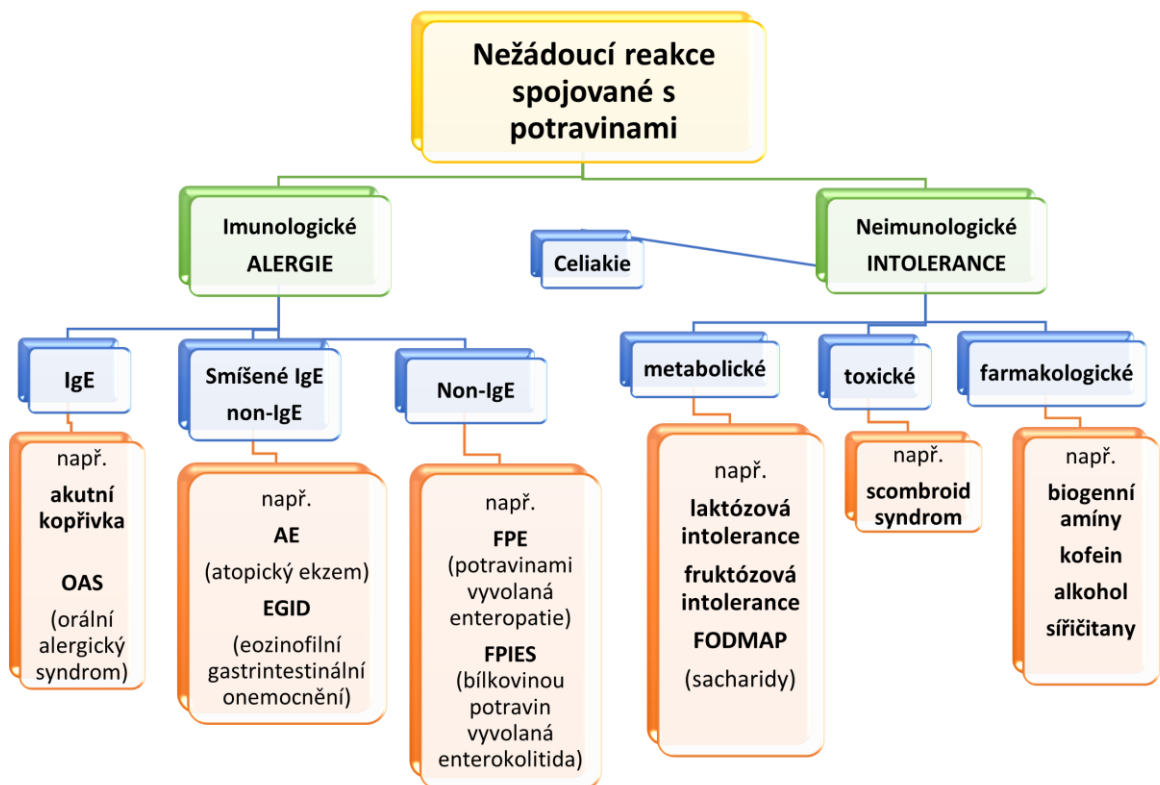 Nežádoucí reakce
spojované s
potravinami
Imunologické
ALERGIE
Celiakie
Neimunologické
INTOLERANCE
IgE
Smíšené IgE
non-IgE
Non-IgE
metabolické
toxické
farmakologické
např.
akutní
kopřivka
OAS
(orální
alergický
syndrom)
např.
AE
(atopický ekzem)
EGID
(eozinofilní
gastrintestinální
onemocnění)
např.
FPE
(potravinami
vyvolaná
enteropatie)
FPIES
(bílkovinou
potravin
vyvolaná
enterokolitida)
např.
laktózová
intolerance
fruktózová
intolerance
FODMAP
(sacharidy)
např.
scombroid
syndrom
např.
biogenní
amíny
kofein
alkohol
sířičitany